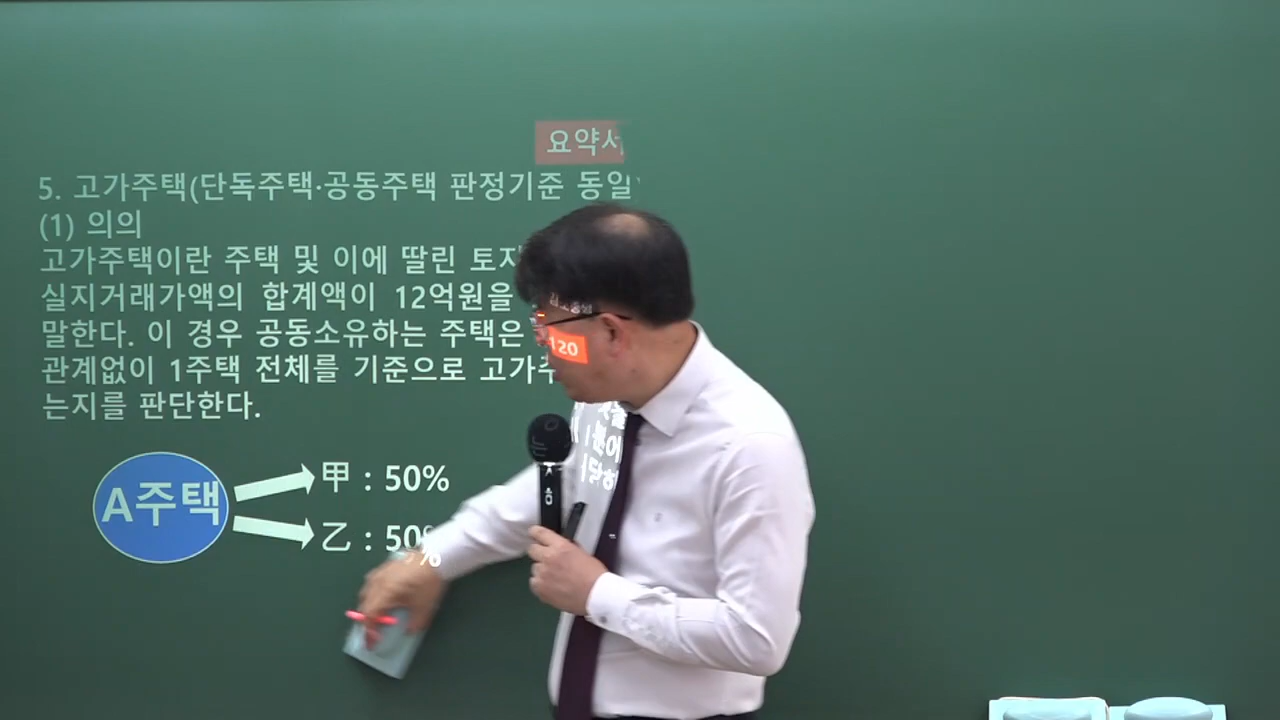 요약서
5. 고가주택(단독주택·공동주택 판정기준 동일
(1) 의의
고가주택이란 주택 및 이에 딸린
실지거래가액의 합계액이 12억원을
말한다. 이 경우 공동소유하는 주택은
관계없이 1주택 전체를 기준으로
는지를 판단한다.
A주택
甲 : 50%
乙 : 50%
120